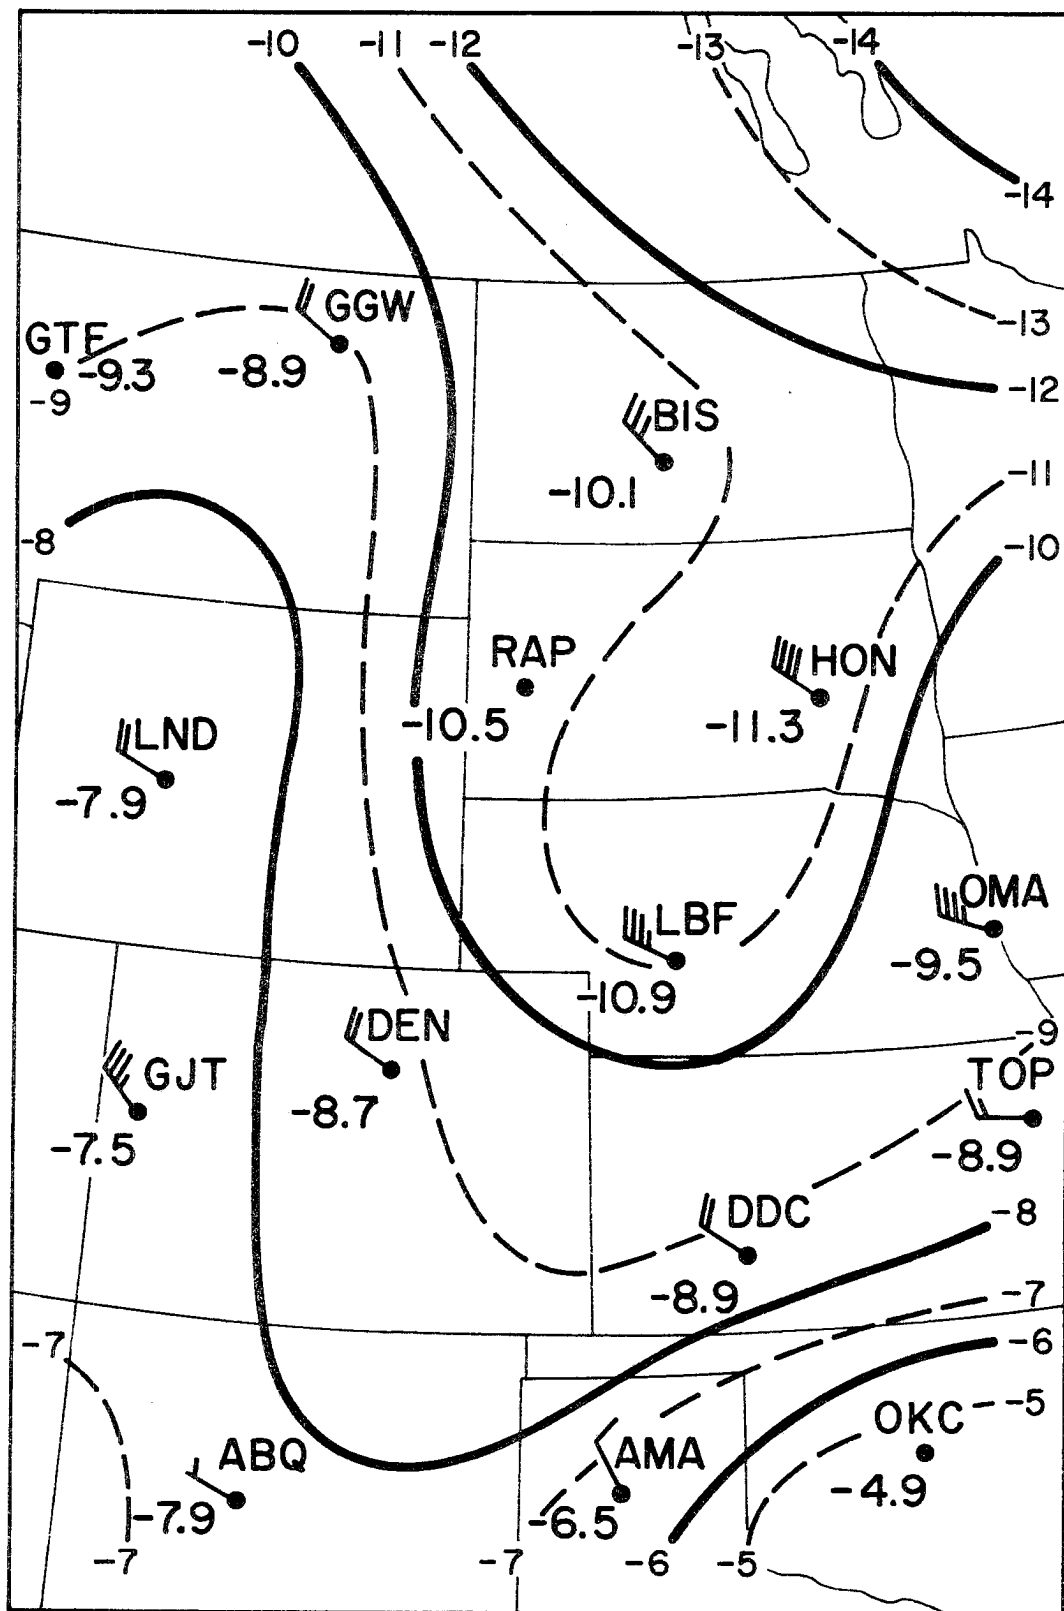 -10 -11 -12 -13 -14
-14
GGW
GTF
-9.3 -8.9
-9
-13
-12
BIS
-10.1
-11
-8
-10
RAP HON
-10.5 -11.3
LND
-7.9
OMA
LBF
-9.5
-10.9
DEN
-9
GJT TOP
-8.7
-7.5 -8.9
DDC -8
-8.9
-7
-7 -6
-5
OKC
ABQ AMA
-4.9
-7.9 -6.5
-7 -7 -6 -5